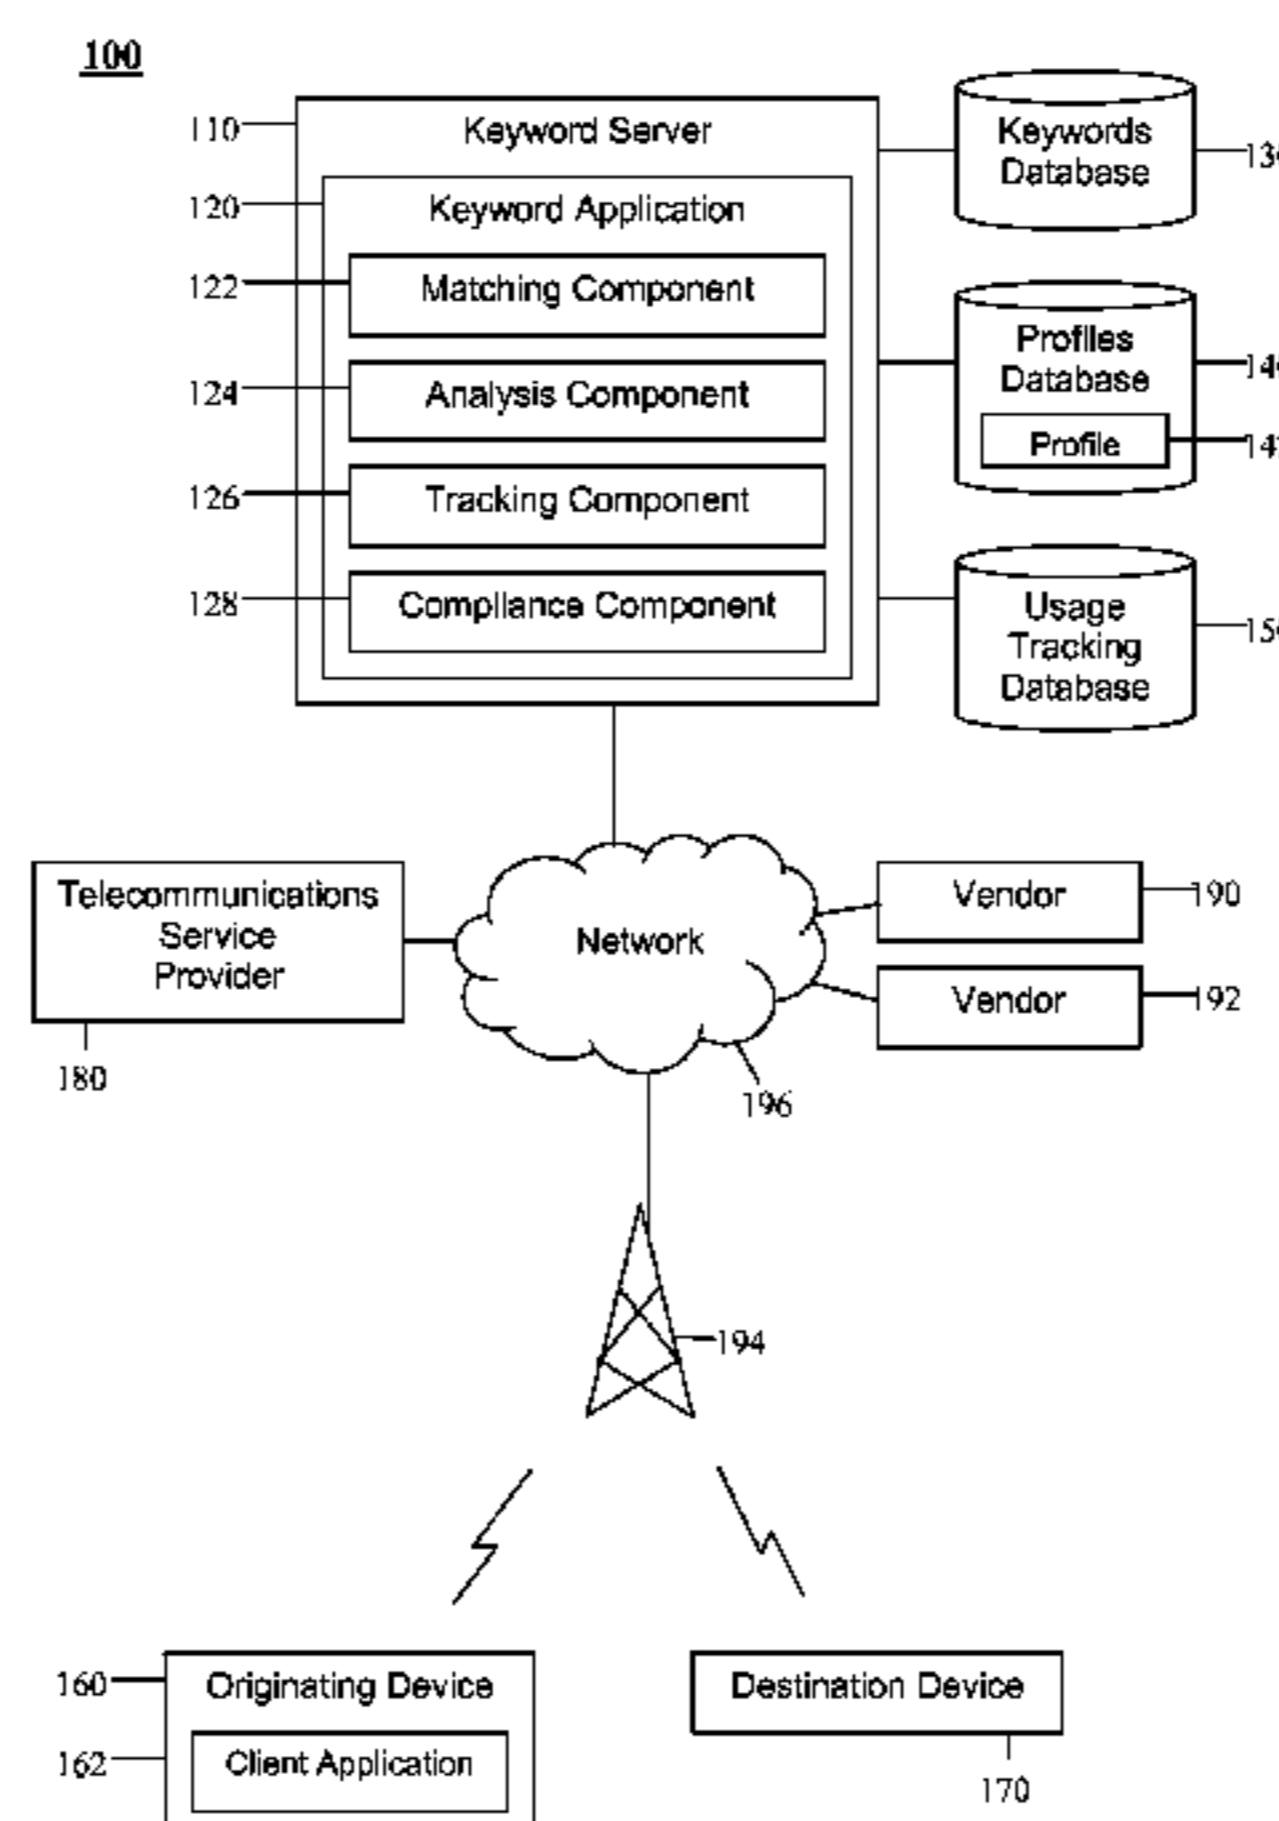 100
110
Keyword Server
120
Keyword Application
122
Matching Component
124
Analysis Component
126
Tracking Component
128
Compliance Component
Keywords
Database
Profiles
Database
Profile
Usage
Tracking
Database
Telecommunications
Service
Provider
180
Network
196
Vendor
190
Vendor
192
194
160
Originating Device
162
Client Application
Destination Device
170